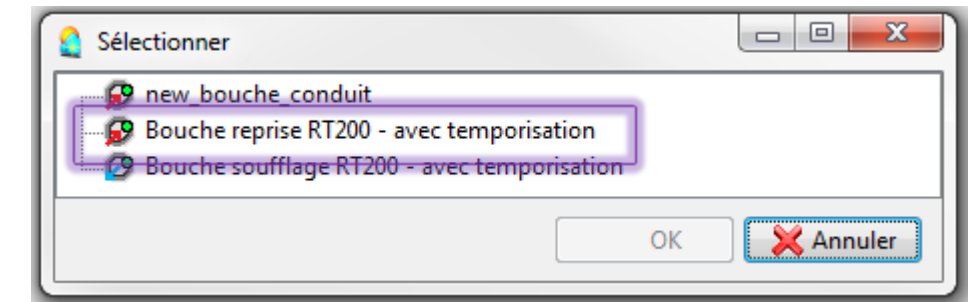 Sélectionner
new_bouche_conduit
Bouche reprise RT200 - avec temporisation
Bouche soufflage RT200 - avec temporisation
OK
Annuler